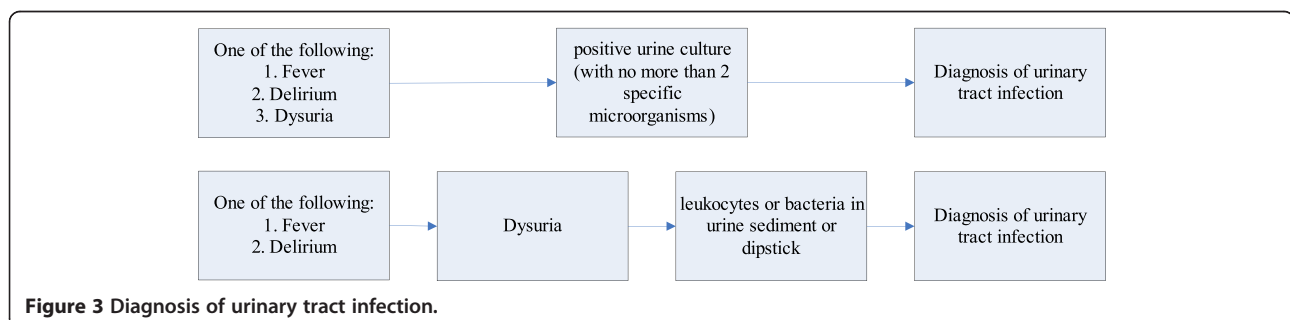 One of the following:
1. Fever
2. Delirium
3. Dysuria
positive urine culture
(with no more than 2
specific
microorganisms)
Diagnosis of urinary
tract infection
One of the following:
1. Fever
2. Delirium
Dysuria
leukocytes or bacteria in
urine sediment or
dipstick
Diagnosis of urinary
tract infection
Figure 3 Diagnosis of urinary tract infection.